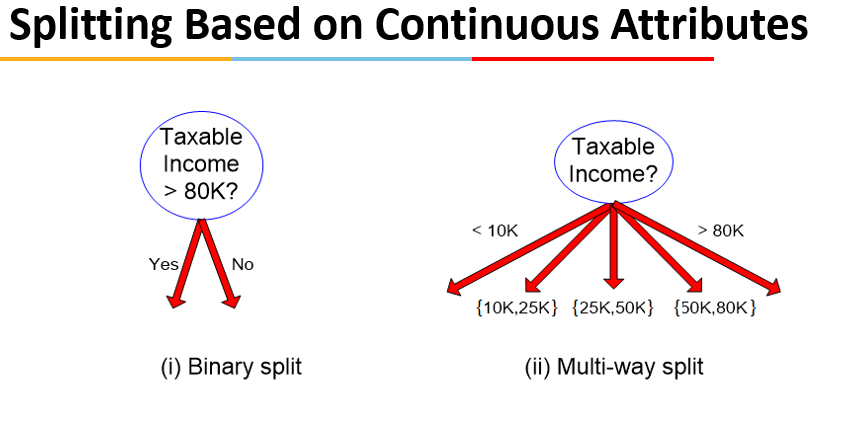 Splitting Based on Continuous Attributes
Taxable
Income
> 80K?
Yes
No
(i) Binary split
Taxable
Income?
< 10K
> 80K
{10K,25K}
{25K,50K}
{50K,80K}
(ii) Multi-way split